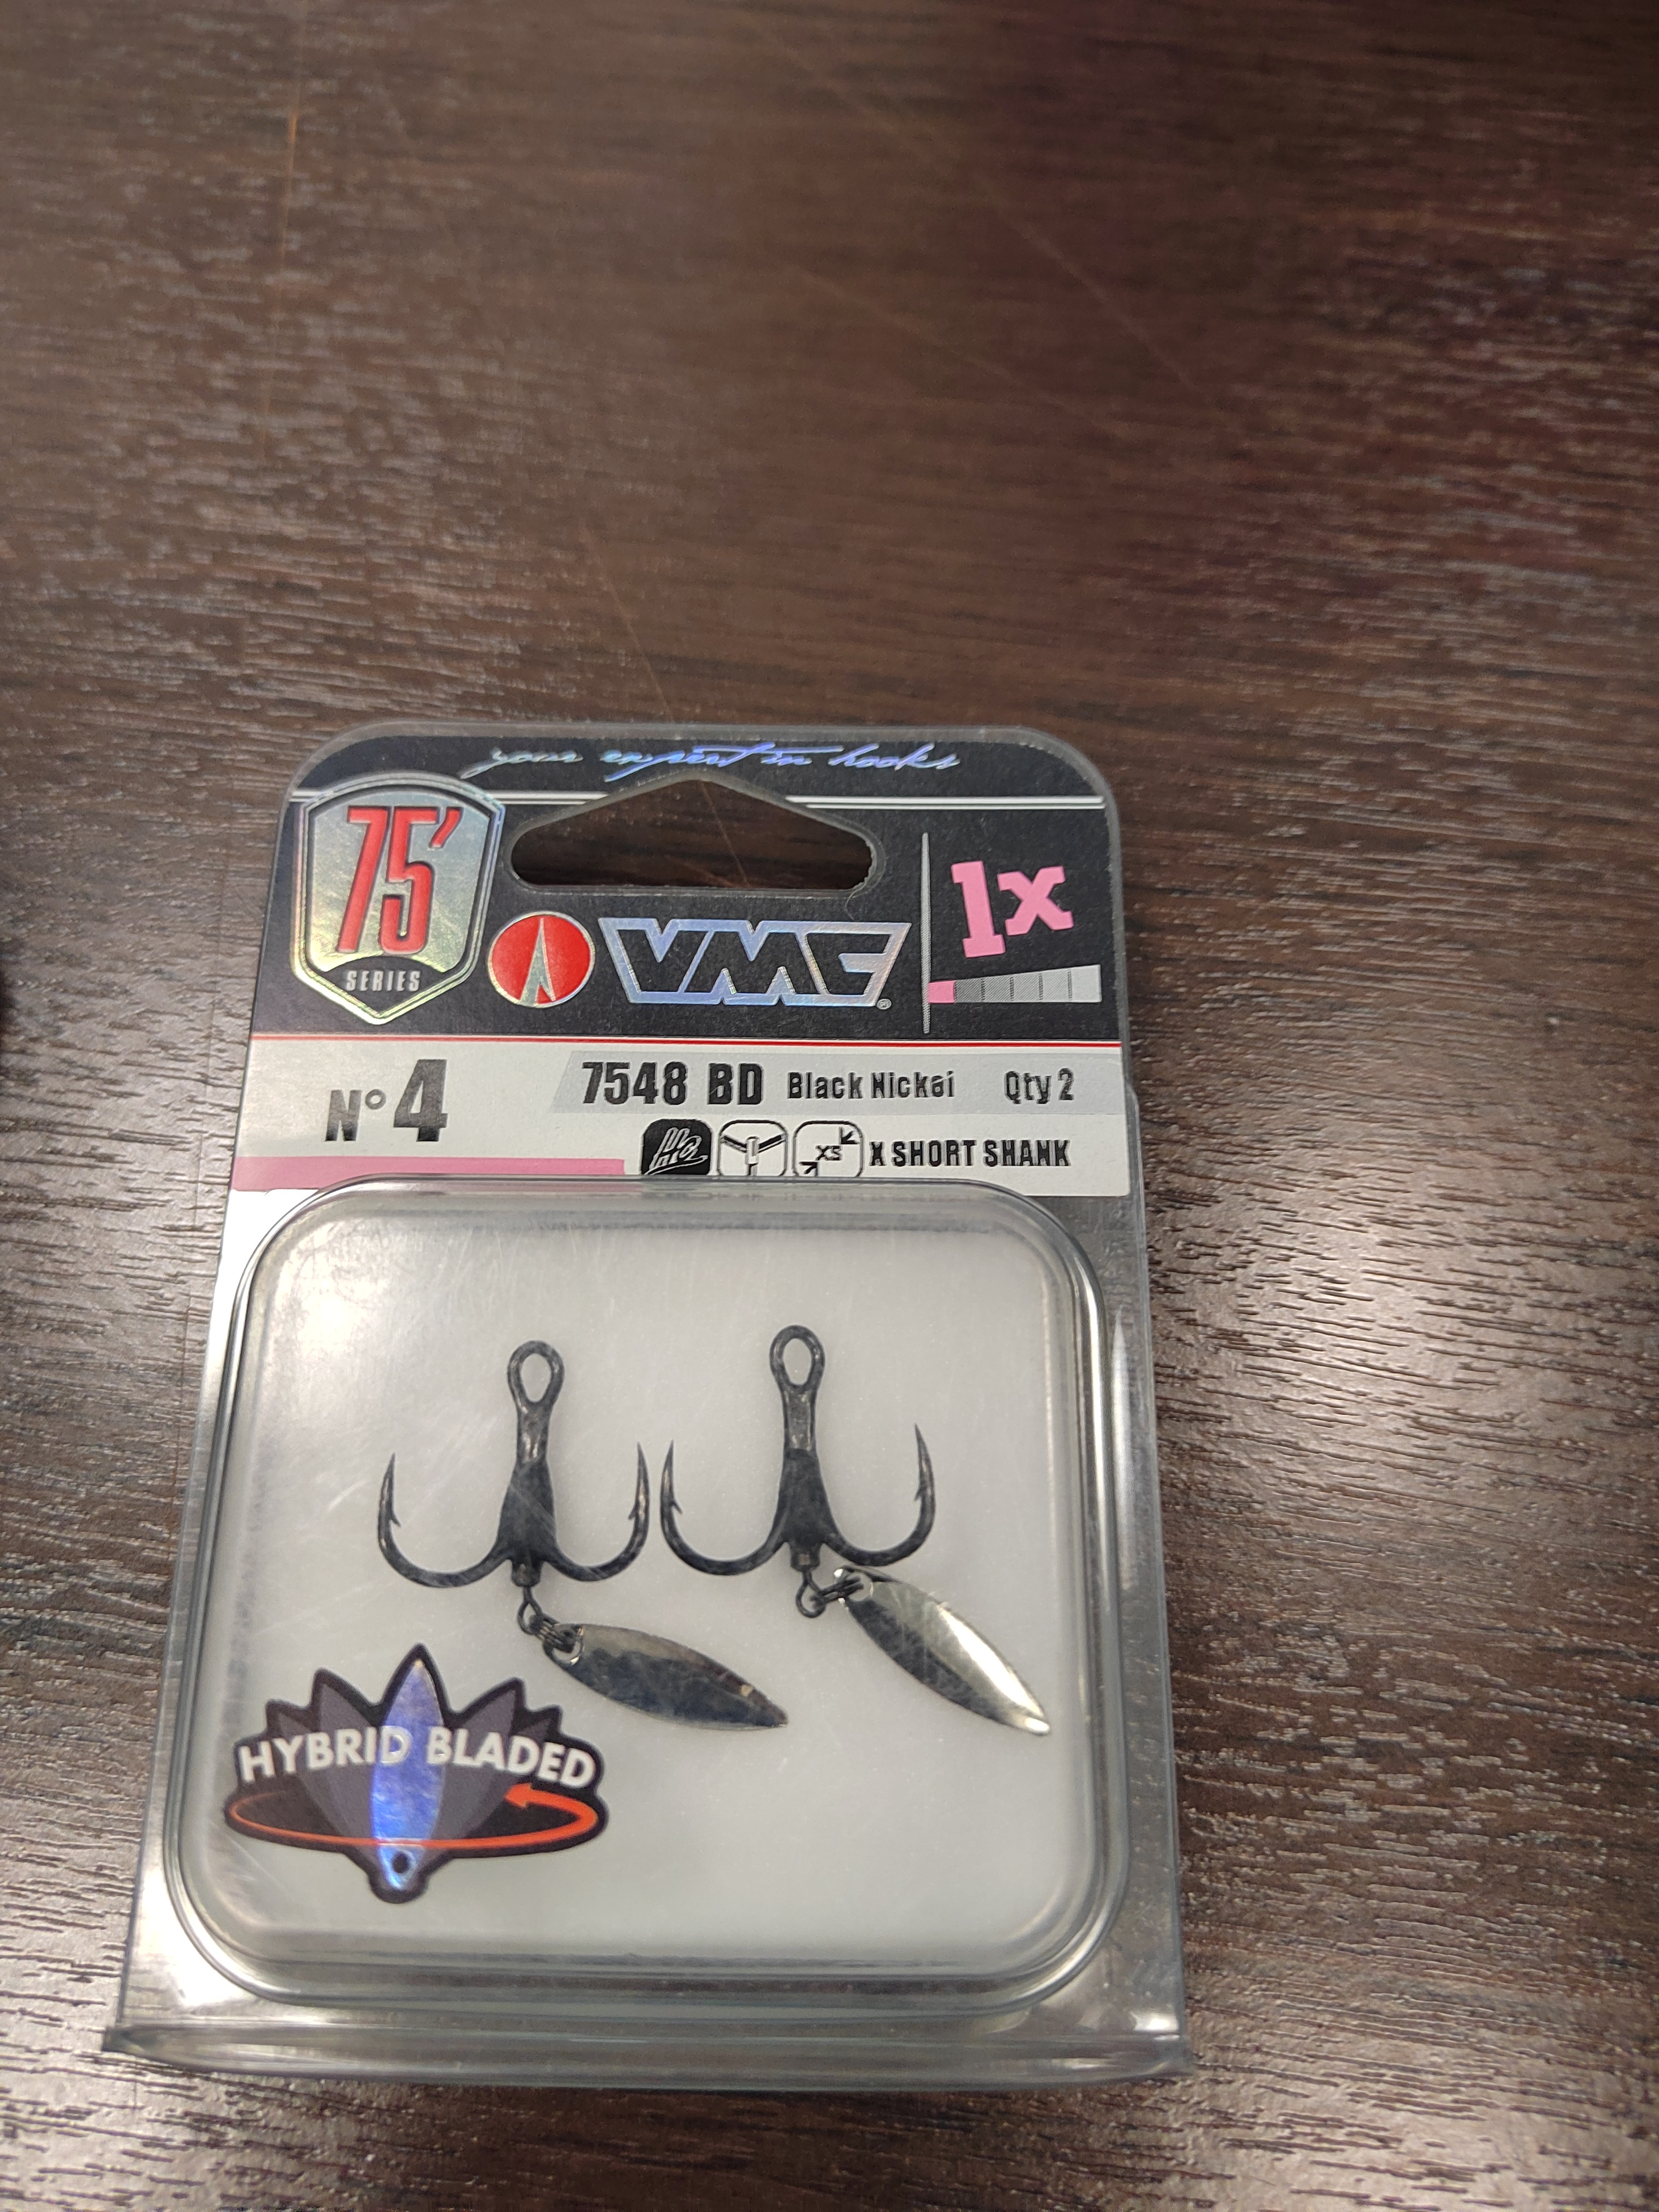 your expert in hooks
75'
SERIES
VMC®
1x
N° 4
7548 BD Black Nickel Qty 2
XS X SHORT SHANK
HYBRID BLADED